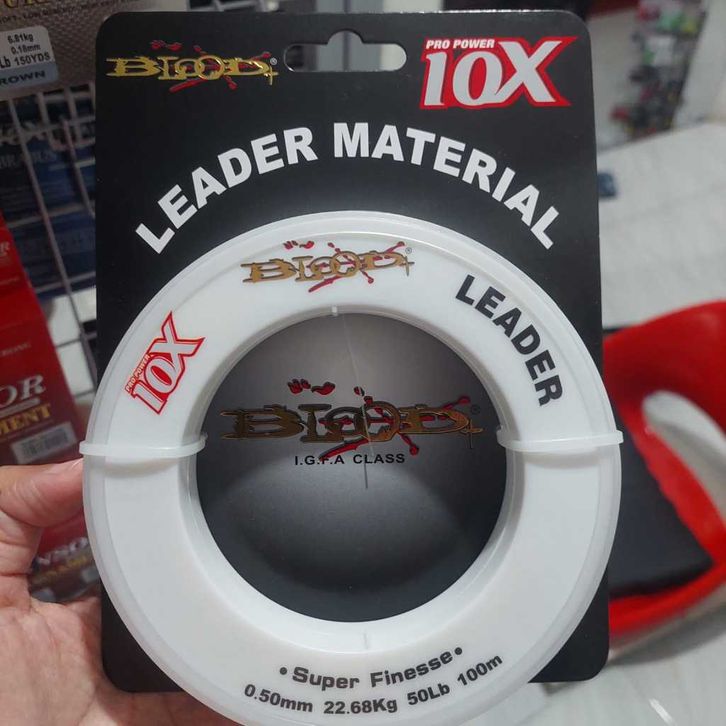 6.81kg
0.18mm
Lb 150YDS
BROWN
BLOOD®
PRO POWER
10X
LEADER MATERIAL
BLOOD®
LEADER
PRO POWER
10X
BLOOD®
I.G.F.A CLASS
• Super Finesse •
0.50mm 22.68Kg 50Lb 100m